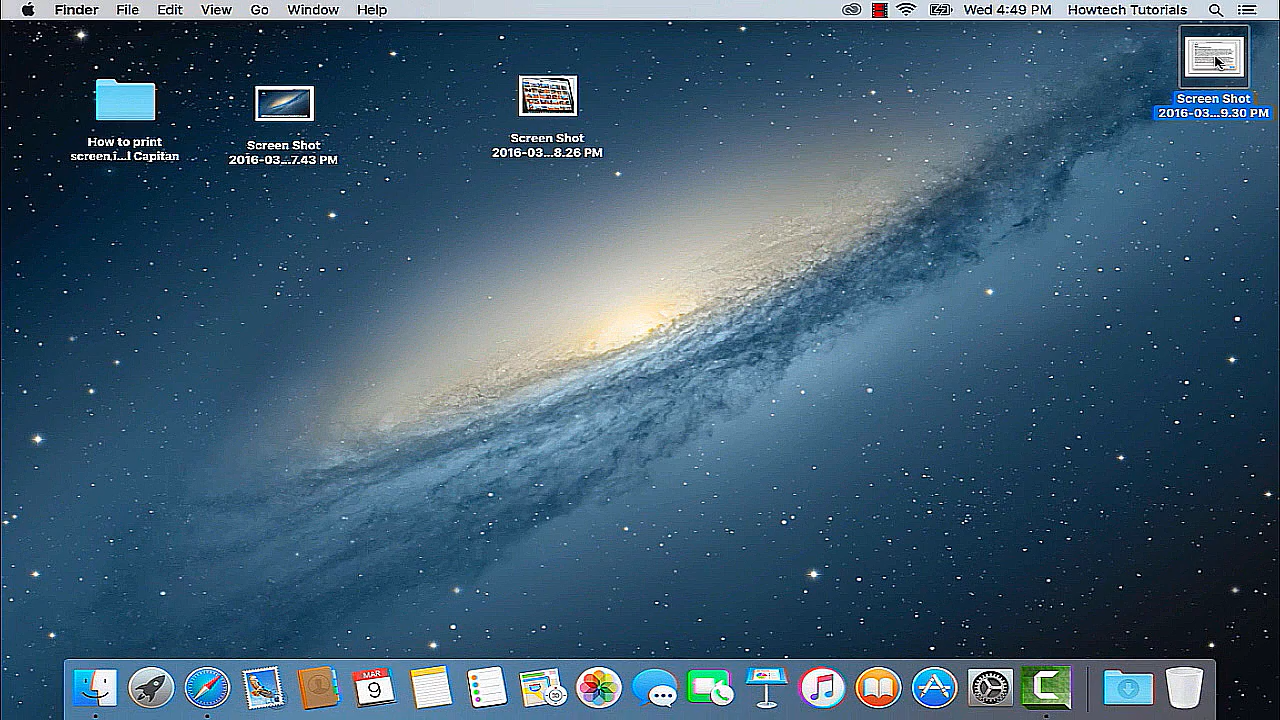 Finder File Edit View Go Window Help Wed 4:49 PM Howtech Tutorials
How to print
screen.i...l Capitan
Screen Shot
2016-03...7.43 PM
Screen Shot
2016-03...8.26 PM
Screen Shot
2016-03...9.30 PM
MAR
9